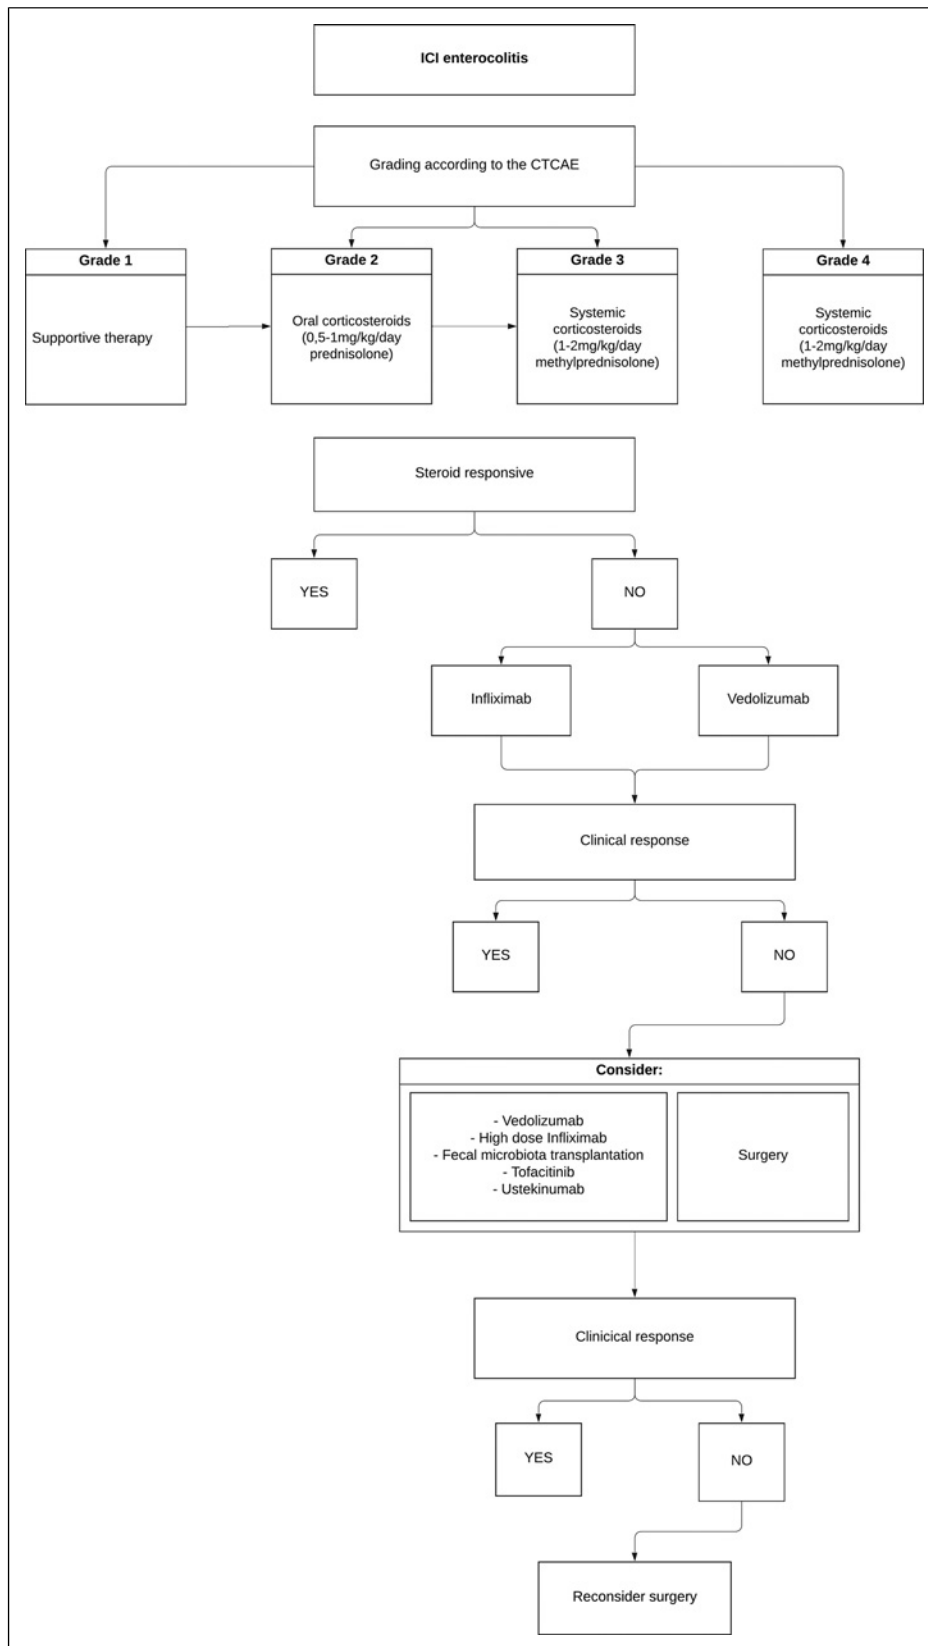 ICI enterocolitis
Grading according to the CTCAE
Grade 1
Supportive therapy
Grade 2
Oral corticosteroids
(0,5-1mg/kg/day
prednisolone)
Grade 3
Systemic
corticosteroids
(1-2mg/kg/day
methylprednisolone)
Grade 4
Systemic
corticosteroids
(1-2mg/kg/day
methylprednisolone)
Steroid responsive
YES
NO
Infliximab
Vedolizumab
Clinical response
YES
NO
Consider:
- Vedolizumab
- High dose Infliximab
- Fecal microbiota transplantation
- Tofacitinib
- Ustekinumab
Surgery
Clinicical response
YES
NO
Reconsider surgery